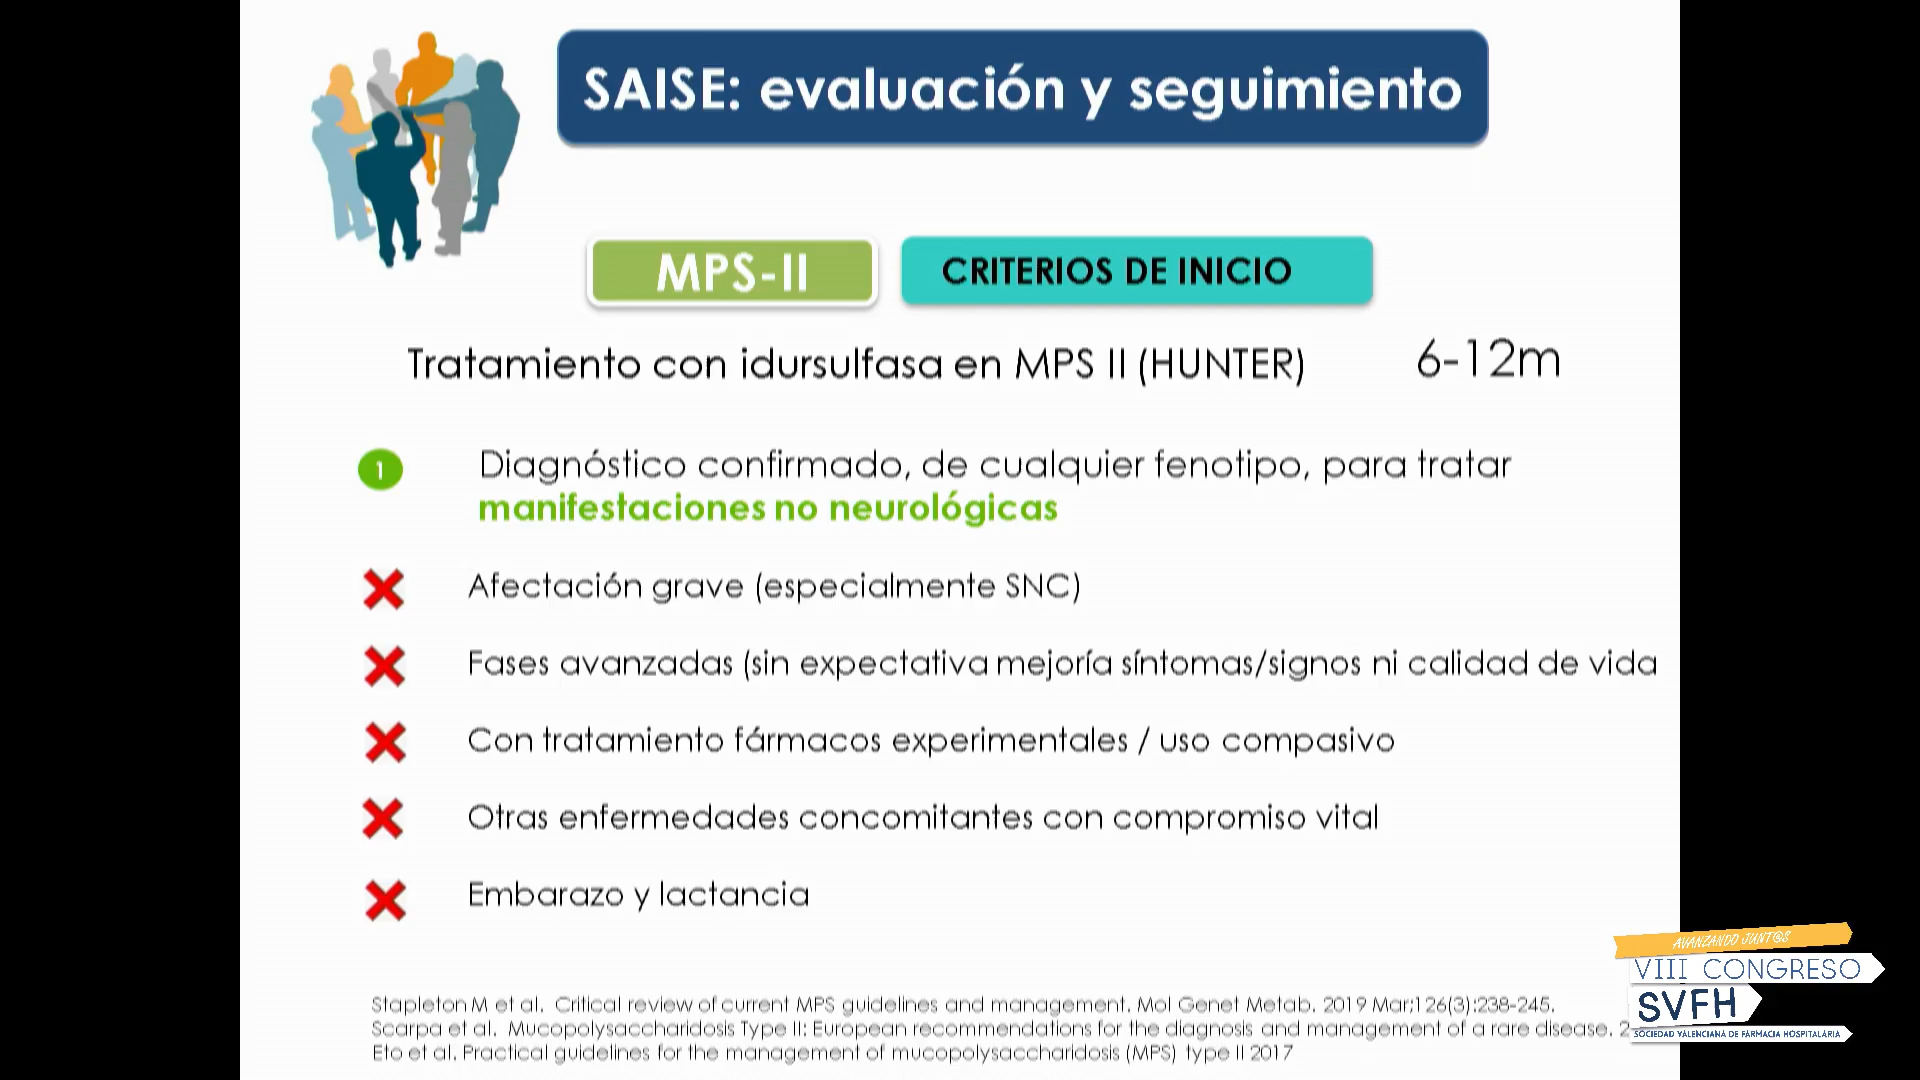 SAISE: evaluación y seguimiento
MPS-II
CRITERIOS DE INICIO
Tratamiento con idursulfasa en MPS II (HUNTER)
6-12m
1
Diagnóstico confirmado, de cualquier fenotipo, para tratar
manifestaciones no neurológicas
Afectación grave (especialmente SNC)
Fases avanzadas (sin expectativa mejoría síntomas/signos ni calidad de vida
Con tratamiento fármacos experimentales / uso compasivo
Otras enfermedades concomitantes con compromiso vital
Embarazo y lactancia
Stapleton M et al. Critical review of current MPS guidelines and management. Mol Genet Metab. 2019 Mar;126(3):238-245.
Scarpa et al. Mucopolysaccharidosis Type II: European recommendations for the diagnosis and management of a rare disease. 2
Eto et al. Practical guidelines for the management of mucopolysaccharidosis (MPS) type II 2017
AVANZANDO JUNT@S
VIII CONGRESO
SVFH
SOCIEDAD VALENCIANA DE FARMACIA HOSPITALARIA